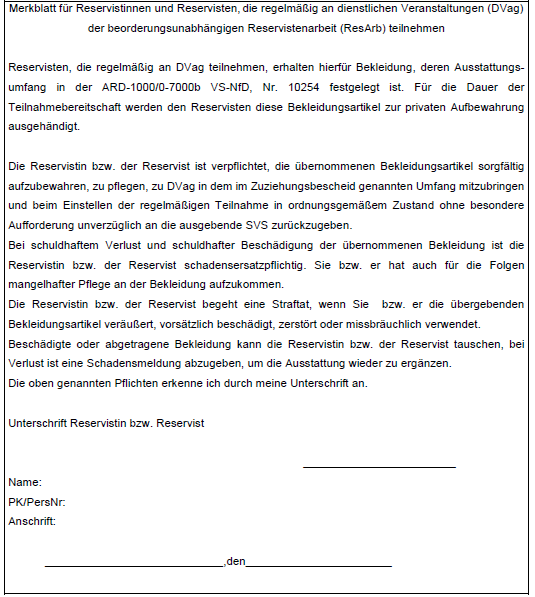 Merkblatt für Reservistinnen und Reservisten, die regelmäßig an dienstlichen Veranstaltungen (DVag)
der beorderungsunabhängigen Reservistenarbeit (ResArb) teilnehmen
Reservisten, die regelmäßig an DVag teilnehmen, erhalten hierfür Bekleidung, deren Ausstattungs-
umfang in der ARD-1000/0-7000b VS-NfD, Nr. 10254 festgelegt ist. Für die Dauer der
Teilnahmebereitschaft werden den Reservisten diese Bekleidungsartikel zur privaten Aufbewahrung
ausgehändigt.
Die Reservistin bzw. der Reservist ist verpflichtet, die übernommenen Bekleidungsartikel sorgfältig
aufzubewahren, zu pflegen, zu DVag in dem im Zuziehungsbescheid genannten Umfang mitzubringen
und beim Einstellen der regelmäßigen Teilnahme in ordnungsgemäßem Zustand ohne besondere
Aufforderung unverzüglich an die ausgebende SVS zurückzugeben.
Bei schuldhaftem Verlust und schuldhafter Beschädigung der übernommenen Bekleidung ist die
Reservistin bzw. der Reservist schadensersatzpflichtig. Sie bzw. er hat auch für die Folgen
mangelhafter Pflege an der Bekleidung aufzukommen.
Die Reservistin bzw. der Reservist begeht eine Straftat, wenn Sie bzw. er die übergebenden
Bekleidungsartikel veräußert, vorsätzlich beschädigt, zerstört oder missbräuchlich verwendet.
Beschädigte oder abgetragene Bekleidung kann die Reservistin bzw. der Reservist tauschen, bei
Verlust ist eine Schadensmeldung abzugeben, um die Ausstattung wieder zu ergänzen.
Die oben genannten Pflichten erkenne ich durch meine Unterschrift an.
Unterschrift Reservistin bzw. Reservist
Name:
PK/PersNr:
Anschrift:
,den